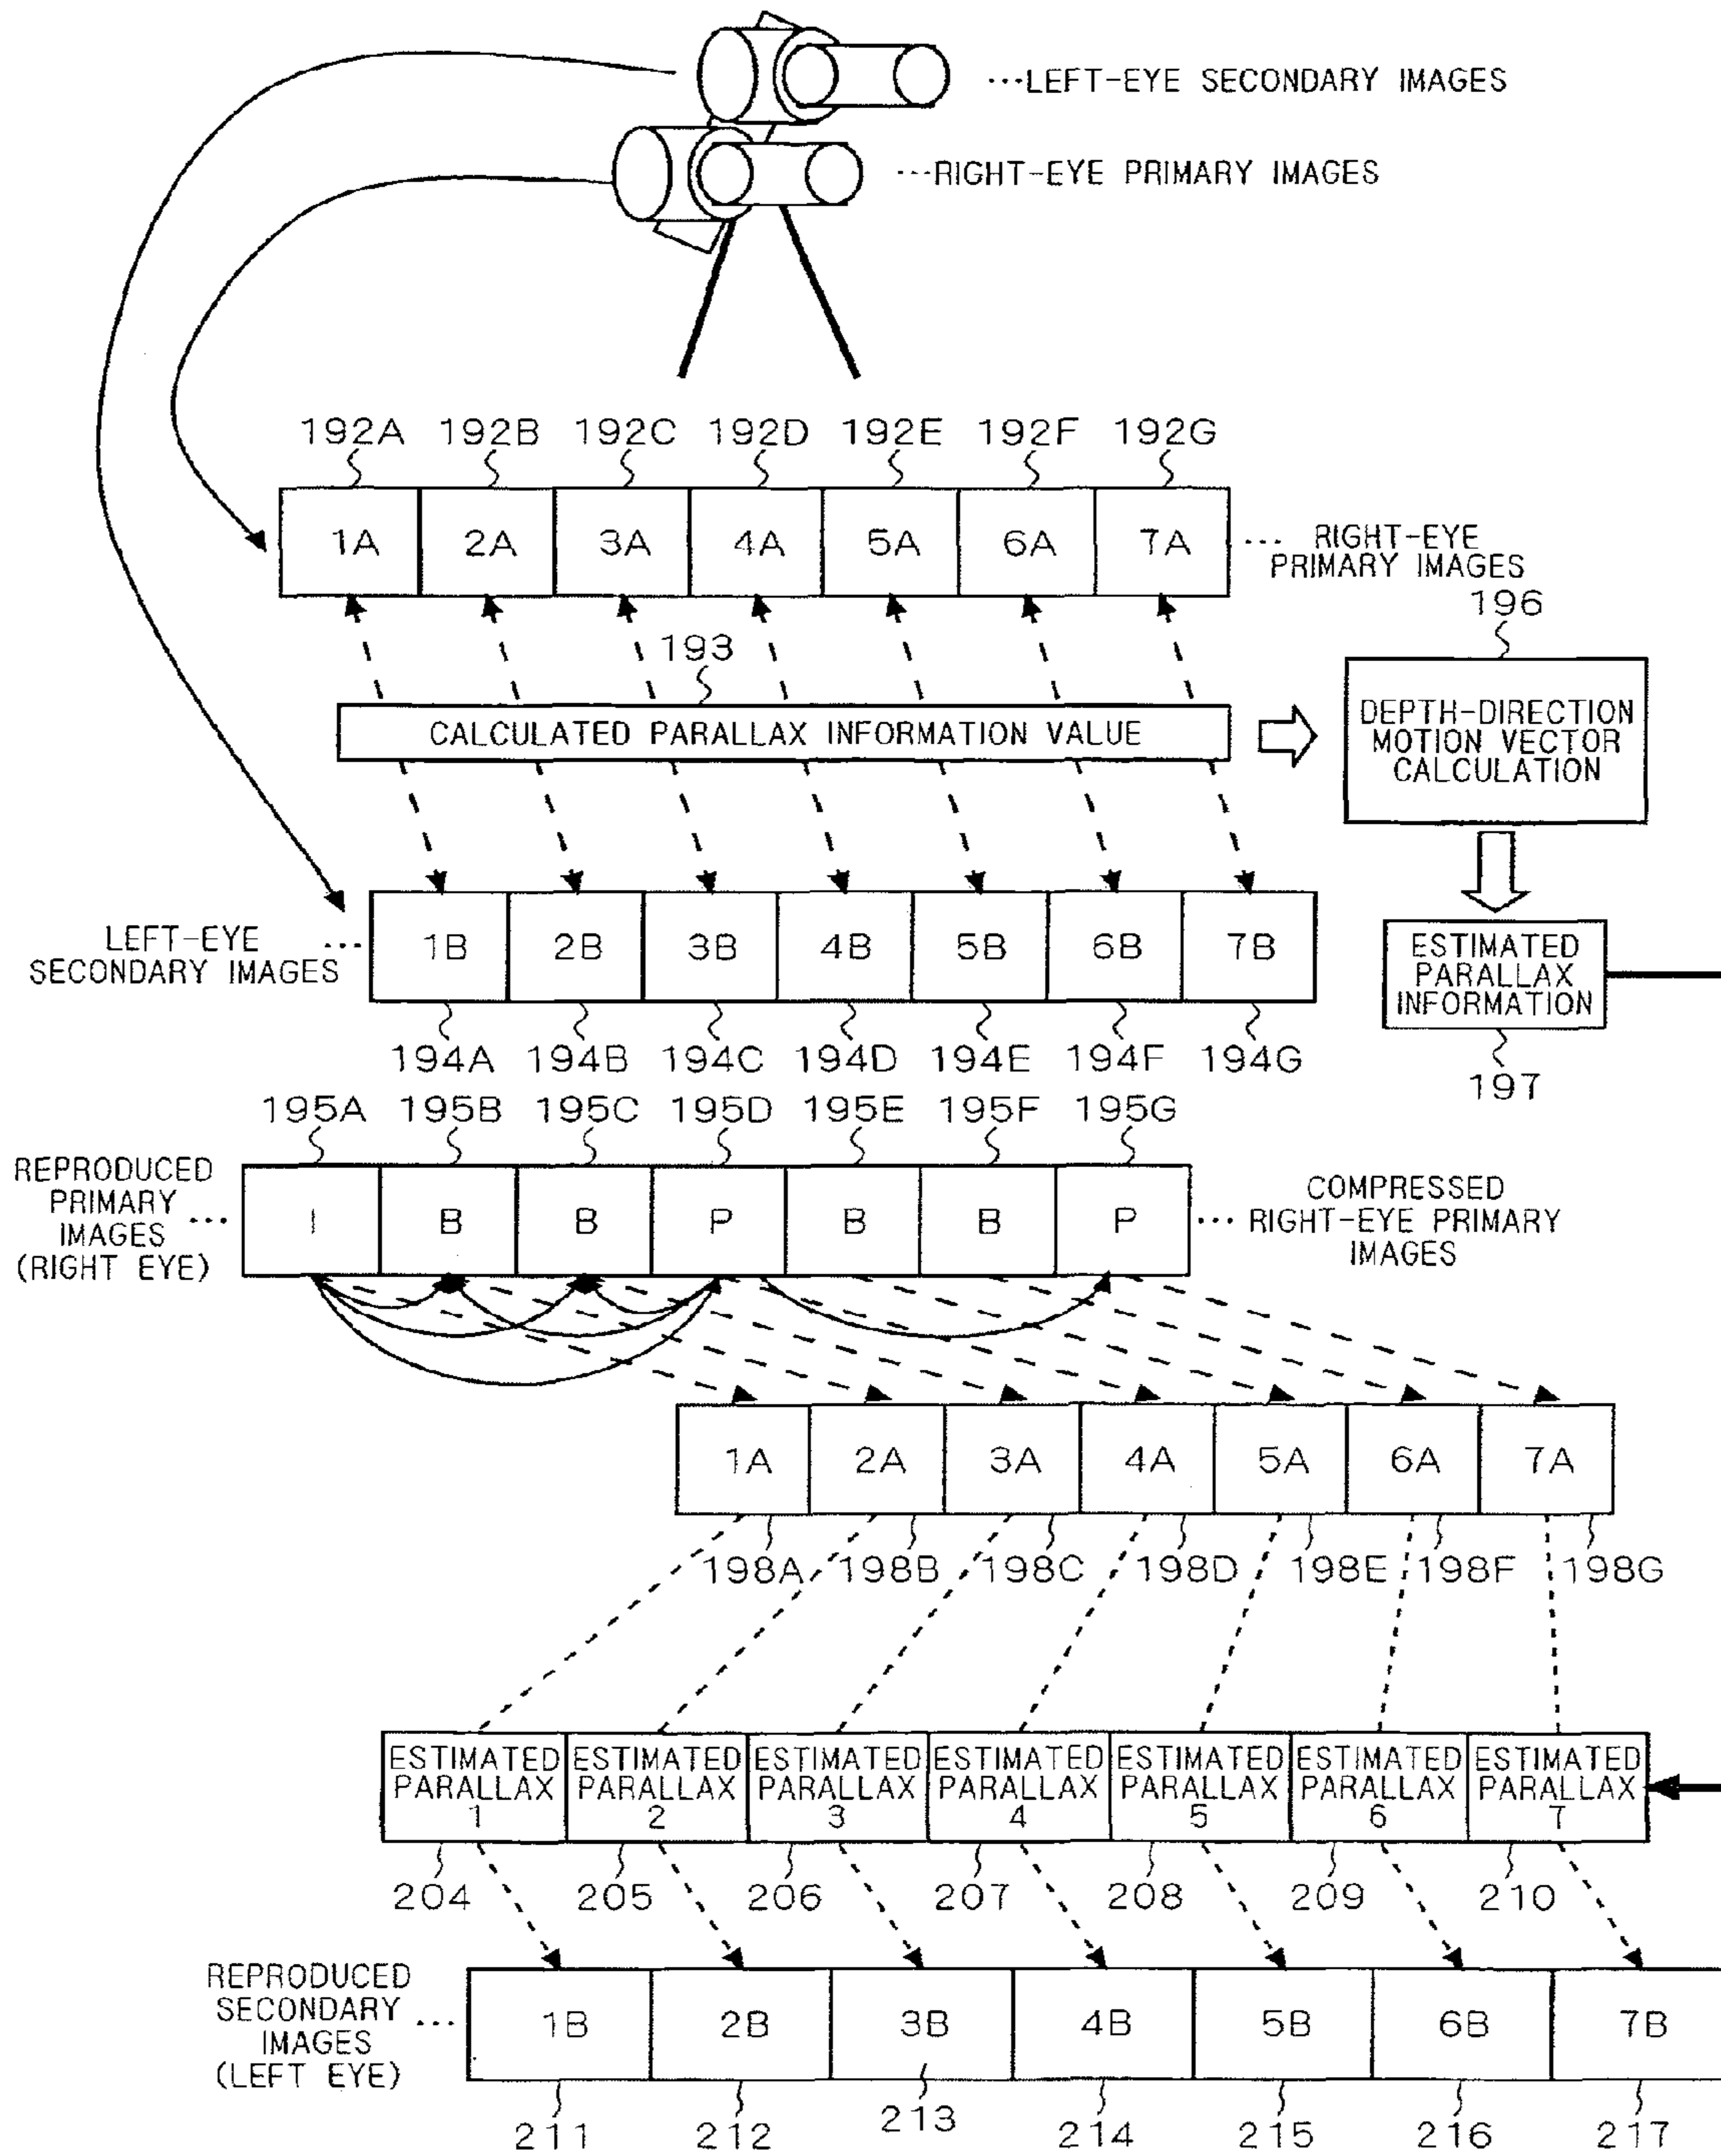 ···LEFT-EYE SECONDARY IMAGES
···RIGHT-EYE PRIMARY IMAGES
192A 192B 192C 192D 192E 192F 192G
1A 2A 3A 4A 5A 6A 7A
··· RIGHT-EYE
PRIMARY IMAGES
196
193
CALCULATED PARALLAX INFORMATION VALUE
DEPTH-DIRECTION
MOTION VECTOR
CALCULATION
LEFT-EYE ···
SECONDARY IMAGES
1B 2B 3B 4B 5B 6B 7B
ESTIMATED
PARALLAX
INFORMATION
194A 194B 194C 194D 194E 194F 194G
197
195A 195B 195C 195D 195E 195F 195G
REPRODUCED
PRIMARY
IMAGES ···
(RIGHT EYE)
I B B P B B P
COMPRESSED
··· RIGHT-EYE PRIMARY
IMAGES
1A 2A 3A 4A 5A 6A 7A
198A 198B 198C 198D 198E 198F 198G
ESTIMATED
PARALLAX
1
ESTIMATED
PARALLAX
2
ESTIMATED
PARALLAX
3
ESTIMATED
PARALLAX
4
ESTIMATED
PARALLAX
5
ESTIMATED
PARALLAX
6
ESTIMATED
PARALLAX
7
204 205 206 207 208 209 210
REPRODUCED
SECONDARY ···
IMAGES
(LEFT EYE)
1B 2B 3B 4B 5B 6B 7B
211 212 213 214 215 216 217